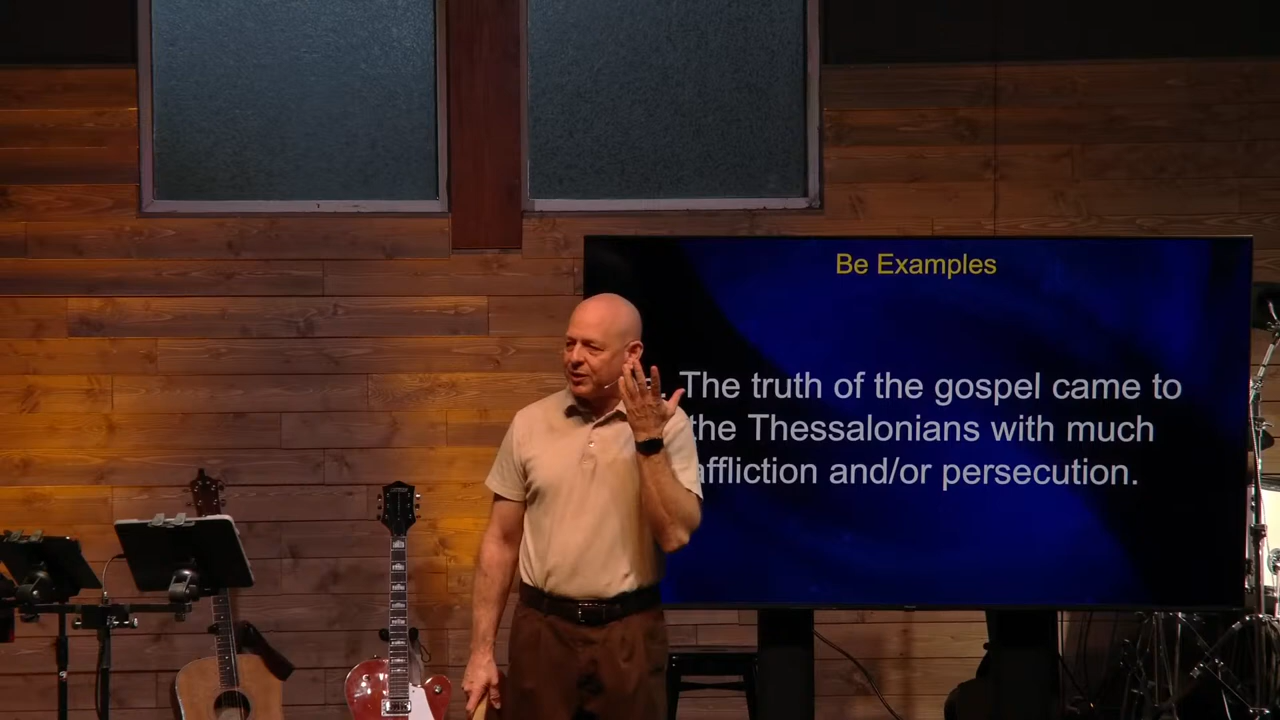 Be Examples
The truth of the gospel came to
the Thessalonians with much
affliction and/or persecution.